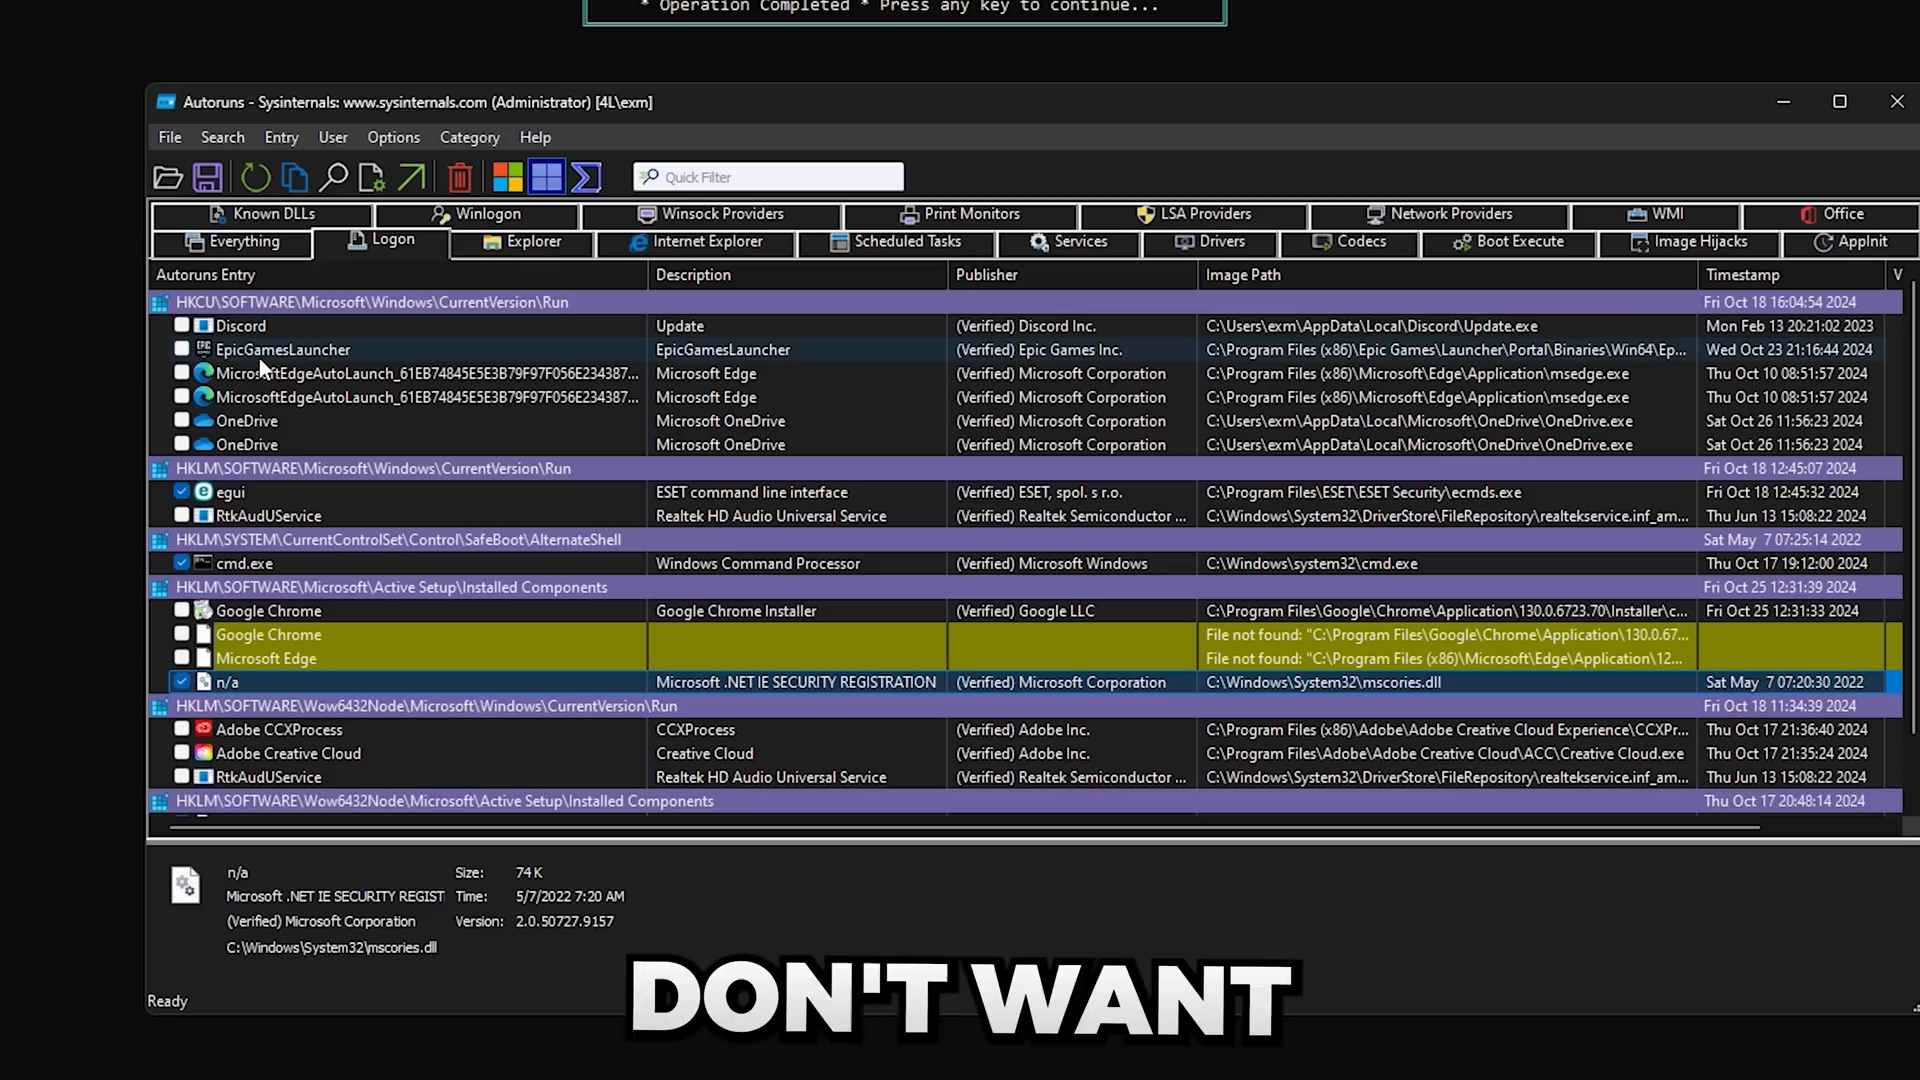 * Operation Completed * Press any key to continue...
Autoruns - Sysinternals: www.sysinternals.com (Administrator) [4L\exm]
File Search Entry User Options Category Help
Quick Filter
Known DLLs Winlogon Winsock Providers Print Monitors LSA Providers Network Providers WMI Office
Everything Logon Explorer Internet Explorer Scheduled Tasks Services Drivers Codecs Boot Execute Image Hijacks AppInit
Autoruns Entry Description Publisher Image Path Timestamp V
HKCU\SOFTWARE\Microsoft\Windows\CurrentVersion\Run Fri Oct 18 16:04:54 2024
Discord Update (Verified) Discord Inc. C:\Users\exm\AppData\Local\Discord\Update.exe Mon Feb 13 20:21:02 2023
EpicGamesLauncher EpicGamesLauncher (Verified) Epic Games Inc. C:\Program Files (x86)\Epic Games\Launcher\Portal\Binaries\Win64\Ep... Wed Oct 23 21:16:44 2024
MicrosoftEdgeAutoLaunch_61EB74845E5E3B79F97F056E234387... Microsoft Edge (Verified) Microsoft Corporation C:\Program Files (x86)\Microsoft\Edge\Application\msedge.exe Thu Oct 10 08:51:57 2024
MicrosoftEdgeAutoLaunch_61EB74845E5E3B79F97F056E234387... Microsoft Edge (Verified) Microsoft Corporation C:\Program Files (x86)\Microsoft\Edge\Application\msedge.exe Thu Oct 10 08:51:57 2024
OneDrive Microsoft OneDrive (Verified) Microsoft Corporation C:\Users\exm\AppData\Local\Microsoft\OneDrive\OneDrive.exe Sat Oct 26 11:56:23 2024
OneDrive Microsoft OneDrive (Verified) Microsoft Corporation C:\Users\exm\AppData\Local\Microsoft\OneDrive\OneDrive.exe Sat Oct 26 11:56:23 2024
HKLM\SOFTWARE\Microsoft\Windows\CurrentVersion\Run Fri Oct 18 12:45:07 2024
egui ESET command line interface (Verified) ESET, spol. s r.o. C:\Program Files\ESET\ESET Security\ecmds.exe Fri Oct 18 12:45:32 2024
RtkAudUService Realtek HD Audio Universal Service (Verified) Realtek Semiconductor ... C:\Windows\System32\DriverStore\FileRepository\realtekservice.inf_am... Thu Jun 13 15:08:22 2024
HKLM\SYSTEM\CurrentControlSet\Control\SafeBoot\AlternateShell Sat May 7 07:25:14 2022
cmd.exe Windows Command Processor (Verified) Microsoft Windows C:\Windows\system32\cmd.exe Thu Oct 17 19:12:00 2024
HKLM\SOFTWARE\Microsoft\Active Setup\Installed Components Fri Oct 25 12:31:39 2024
Google Chrome Google Chrome Installer (Verified) Google LLC C:\Program Files\Google\Chrome\Application\130.0.6723.70\Installer\c... Fri Oct 25 12:31:33 2024
Google Chrome File not found: "C:\Program Files\Google\Chrome\Application\130.0.67...
Microsoft Edge File not found: "C:\Program Files (x86)\Microsoft\Edge\Application\12...
n/a Microsoft .NET IE SECURITY REGISTRATION (Verified) Microsoft Corporation C:\Windows\System32\mscories.dll Sat May 7 07:20:30 2022
HKLM\SOFTWARE\Wow6432Node\Microsoft\Windows\CurrentVersion\Run Fri Oct 18 11:34:39 2024
Adobe CCXProcess CCXProcess (Verified) Adobe Inc. C:\Program Files (x86)\Adobe\Adobe Creative Cloud Experience\CCXPr... Thu Oct 17 21:36:40 2024
Adobe Creative Cloud Creative Cloud (Verified) Adobe Inc. C:\Program Files\Adobe\Adobe Creative Cloud\ACC\Creative Cloud.exe Thu Oct 17 21:35:24 2024
RtkAudUService Realtek HD Audio Universal Service (Verified) Realtek Semiconductor ... C:\Windows\System32\DriverStore\FileRepository\realtekservice.inf_am... Thu Jun 13 15:08:22 2024
HKLM\SOFTWARE\Wow6432Node\Microsoft\Active Setup\Installed Components Thu Oct 17 20:48:14 2024
n/a Size: 74 K
Microsoft .NET IE SECURITY REGIST Time: 5/7/2022 7:20 AM
(Verified) Microsoft Corporation Version: 2.0.50727.9157
C:\Windows\System32\mscories.dll
DON'T WANT
Ready